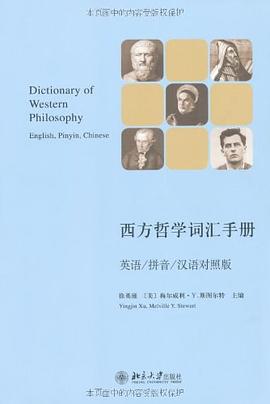 本页面中的内容受版权保护
Dictionary of
Western
Philosophy
English, Pinyin, Chinese
西方哲学词汇手册
英语/拼音/汉语对照版
徐英瑾 〔美〕梅尔威利·Y.斯图尔特 主编
Yingjin Xu, Melville Y. Stewart
北京大学出版社
本页面中的内容受版权保护